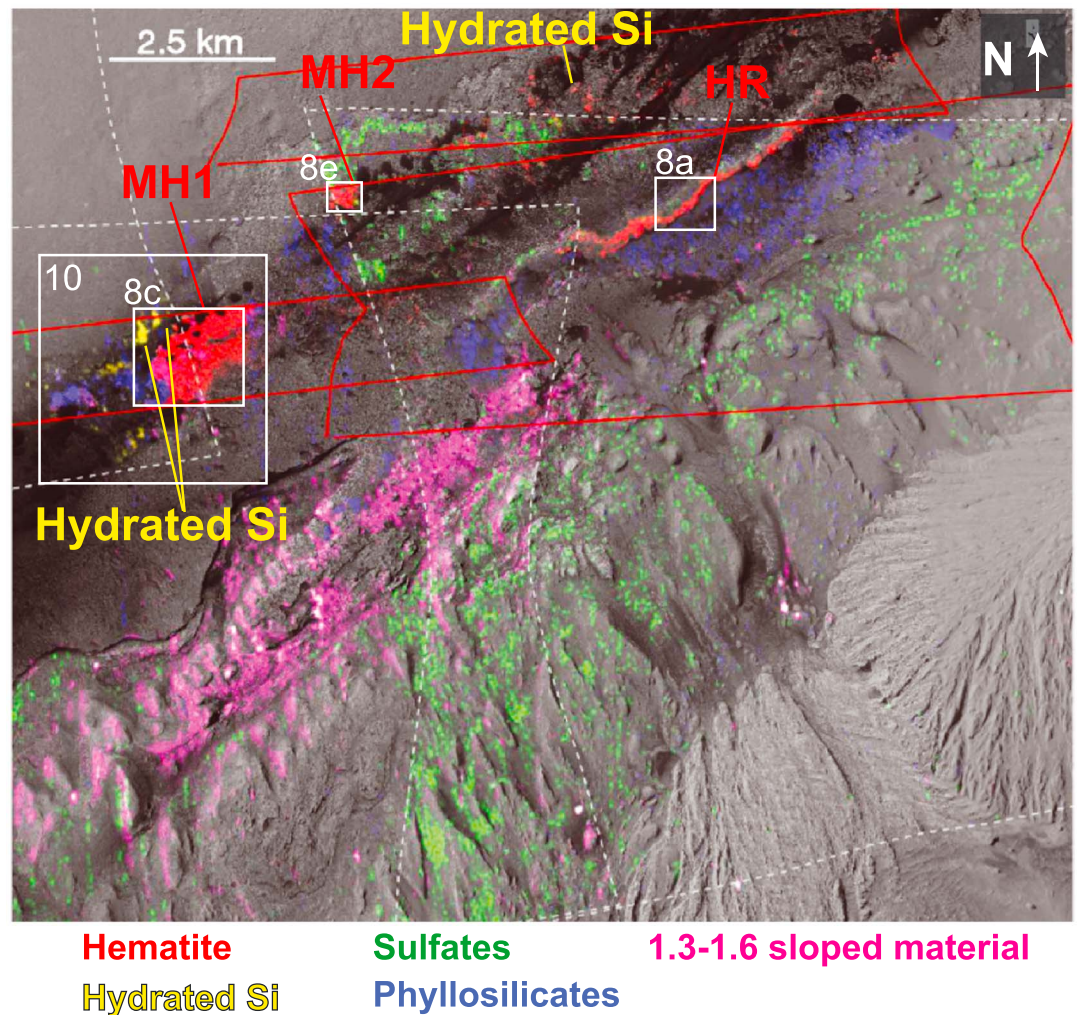 Hydrated Si
2.5 km
N
MH2
HR
8e
8a
MH1
10
8c
Hydrated Si
Hematite
Sulfates
1.3-1.6 sloped material
Hydrated Si
Phyllosilicates